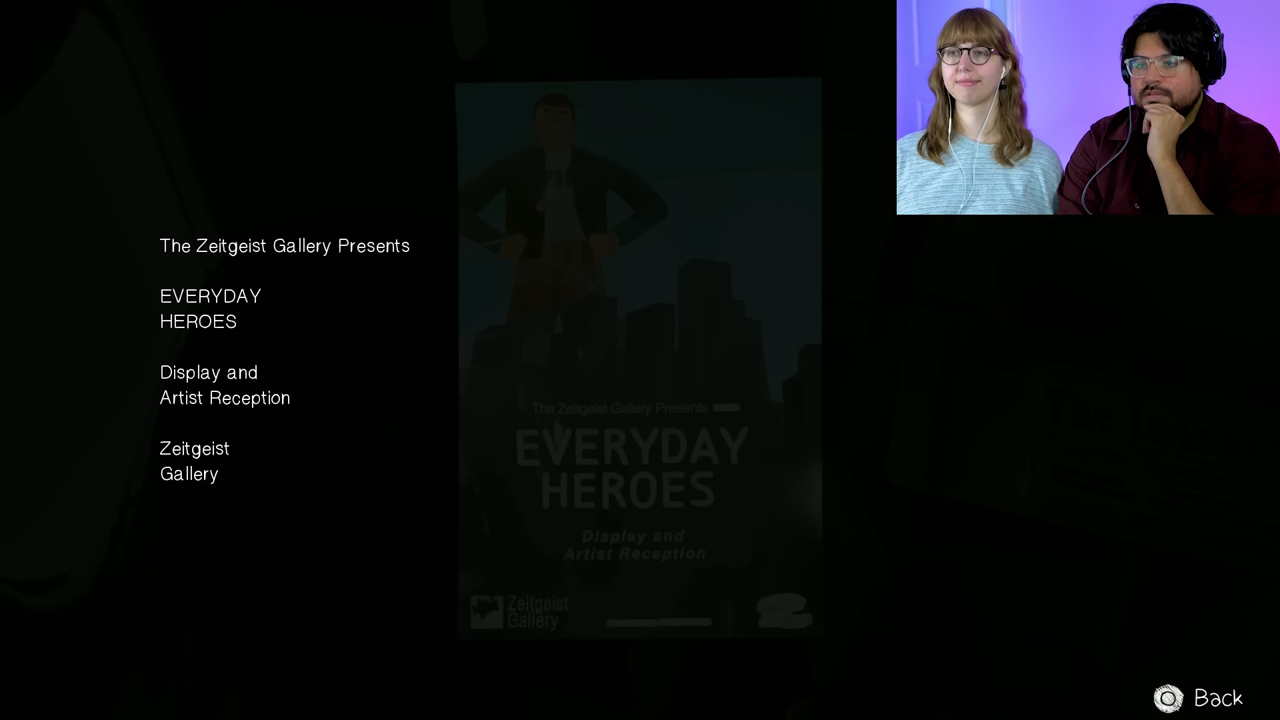 The Zeitgeist Gallery Presents
EVERYDAY
HEROES
Display and
Artist Reception
Zeitgeist
Gallery
The Zeitgeist Gallery Presents
EVERYDAY
HEROES
Display and
Artist Reception
Zeitgeist
Gallery
Back